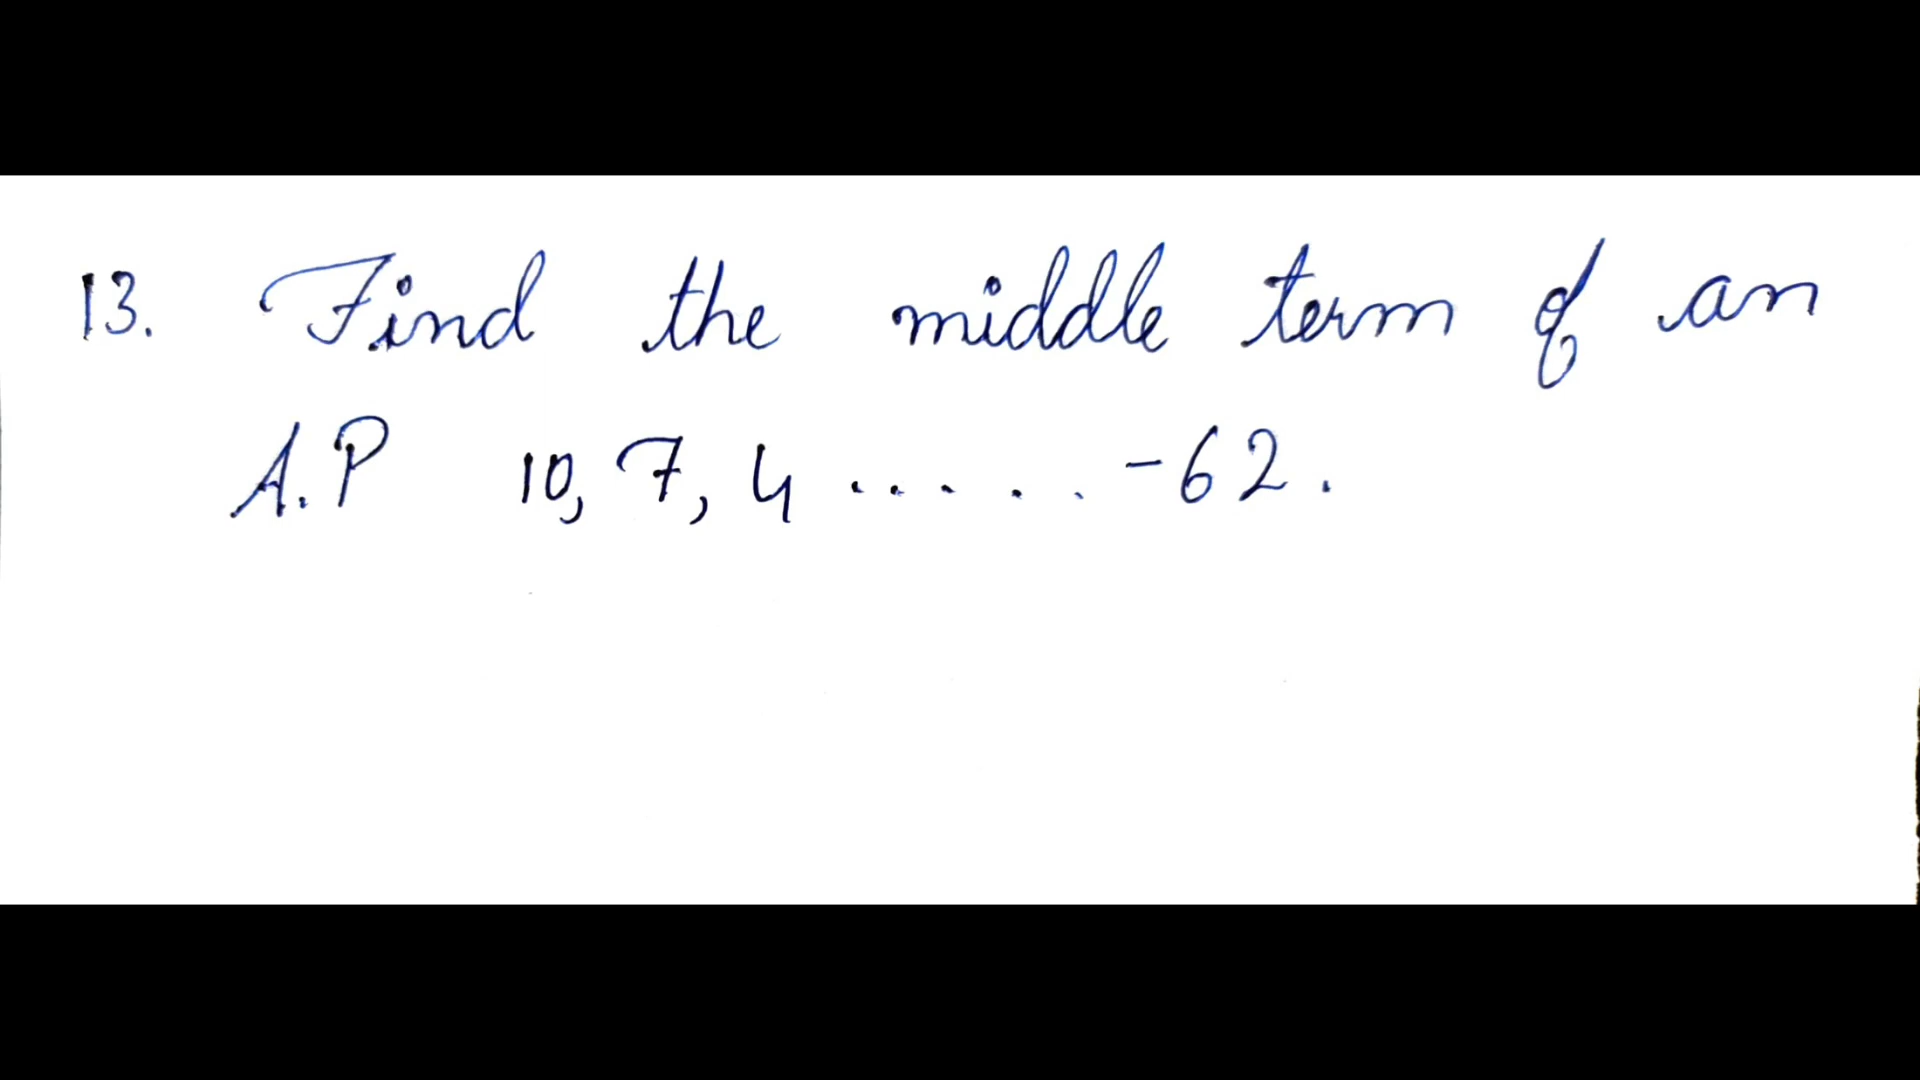 13. Find the middle term of an
A.P 10, 7, 4 ...... -62.